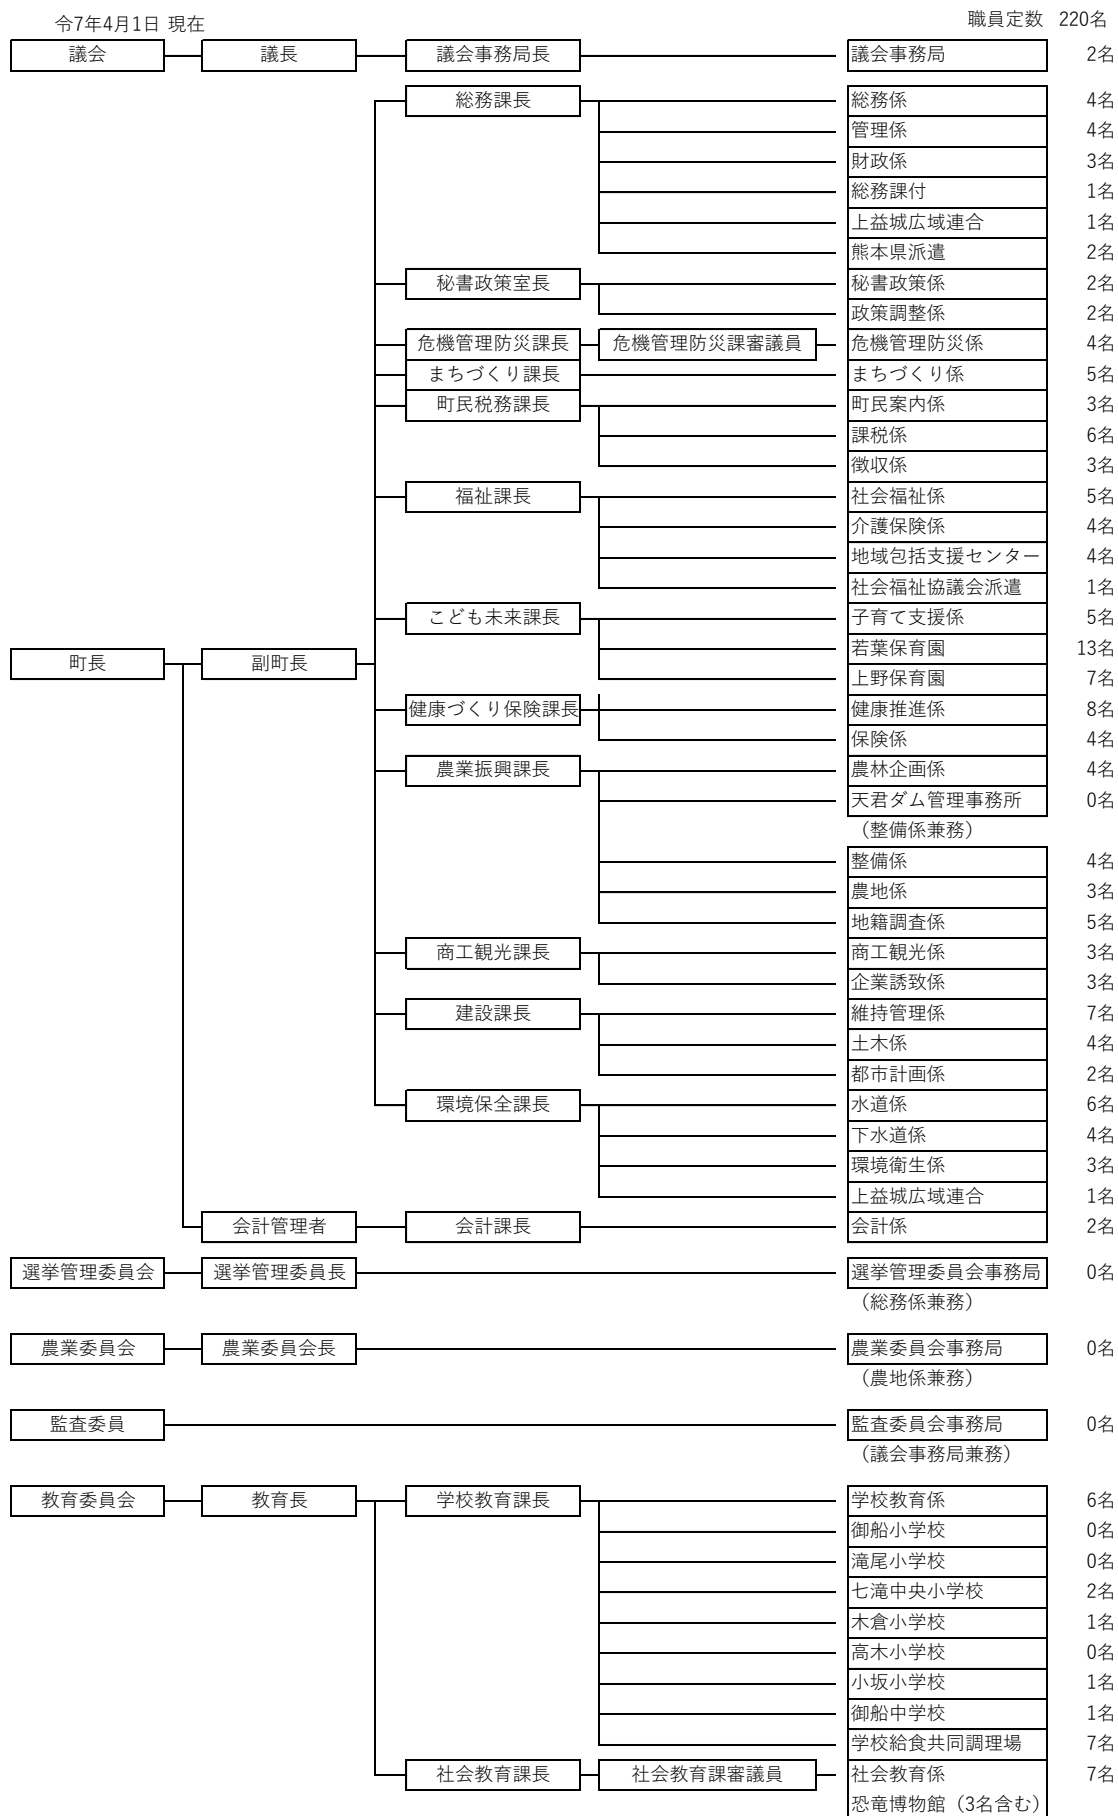 令7年4月1日 現在 職員定数 220名
議会 議長 議会事務局長 議会事務局 2名
総務課長 総務係 4名
管理係 4名
財政係 3名
総務課付 1名
上益城広域連合 1名
熊本県派遣 2名
秘書政策室長 秘書政策係 2名
政策調整係 2名
危機管理防災課長 危機管理防災課審議員 危機管理防災係 4名
まちづくり課長 まちづくり係 5名
町民税務課長 町民案内係 3名
課税係 6名
徴収係 3名
福祉課長 社会福祉係 5名
介護保険係 4名
地域包括支援センター 4名
社会福祉協議会派遣 1名
こども未来課長 子育て支援係 5名
町長 副町長 若葉保育園 13名
上野保育園 7名
健康づくり保険課長 健康推進係 8名
保険係 4名
農業振興課長 農林企画係 4名
天君ダム管理事務所 0名
（整備係兼務）
整備係 4名
農地係 3名
地籍調査係 5名
商工観光課長 商工観光係 3名
企業誘致係 3名
建設課長 維持管理係 7名
土木係 4名
都市計画係 2名
環境保全課長 水道係 6名
下水道係 4名
環境衛生係 3名
上益城広域連合 1名
会計管理者 会計課長 会計係 2名
選挙管理委員会 選挙管理委員長 選挙管理委員会事務局 0名
（総務係兼務）
農業委員会 農業委員会長 農業委員会事務局 0名
（農地係兼務）
監査委員 監査委員会事務局 0名
（議会事務局兼務）
教育委員会 教育長 学校教育課長 学校教育係 6名
御船小学校 0名
滝尾小学校 0名
七滝中央小学校 2名
木倉小学校 1名
高木小学校 0名
小坂小学校 1名
御船中学校 1名
学校給食共同調理場 7名
社会教育課長 社会教育課審議員 社会教育係 7名
恐竜博物館（3名含む）